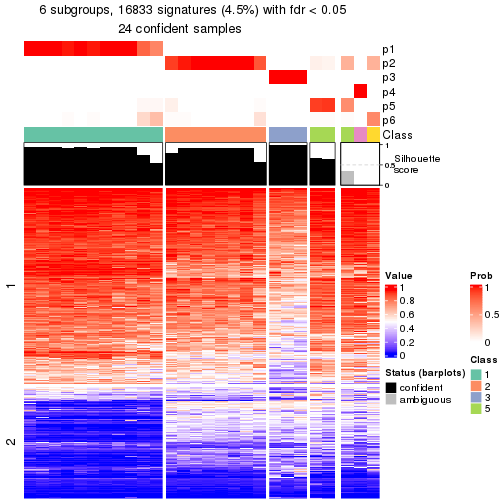 6 subgroups, 16833 signatures (4.5%) with fdr < 0.05
24 confident samples
p1
p2
p3
p4
p5
p6
Class
1
0.5
0
Silhouette
score
1
2
Value
1
0.8
0.6
0.4
0.2
0
Status (barplots)
confident
ambiguous
Prob
1
0.5
0
Class
1
2
3
5